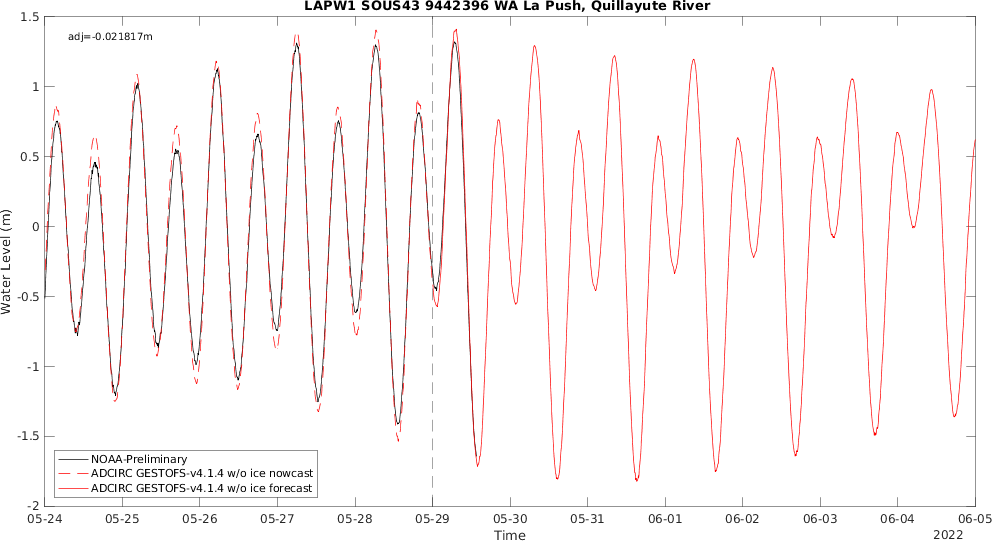 LAPW1 SOUS43 9442396 WA La Push, Quillayute River
adj=-0.021817m
1.5
1
0.5
0
-0.5
-1
-1.5
-2
Water Level (m)
NOAA-Preliminary
ADCIRC GESTOFS-v4.1.4 w/o ice nowcast
ADCIRC GESTOFS-v4.1.4 w/o ice forecast
05-24 05-25 05-26 05-27 05-28 05-29 05-30 05-31 06-01 06-02 06-03 06-04 06-05
Time
2022